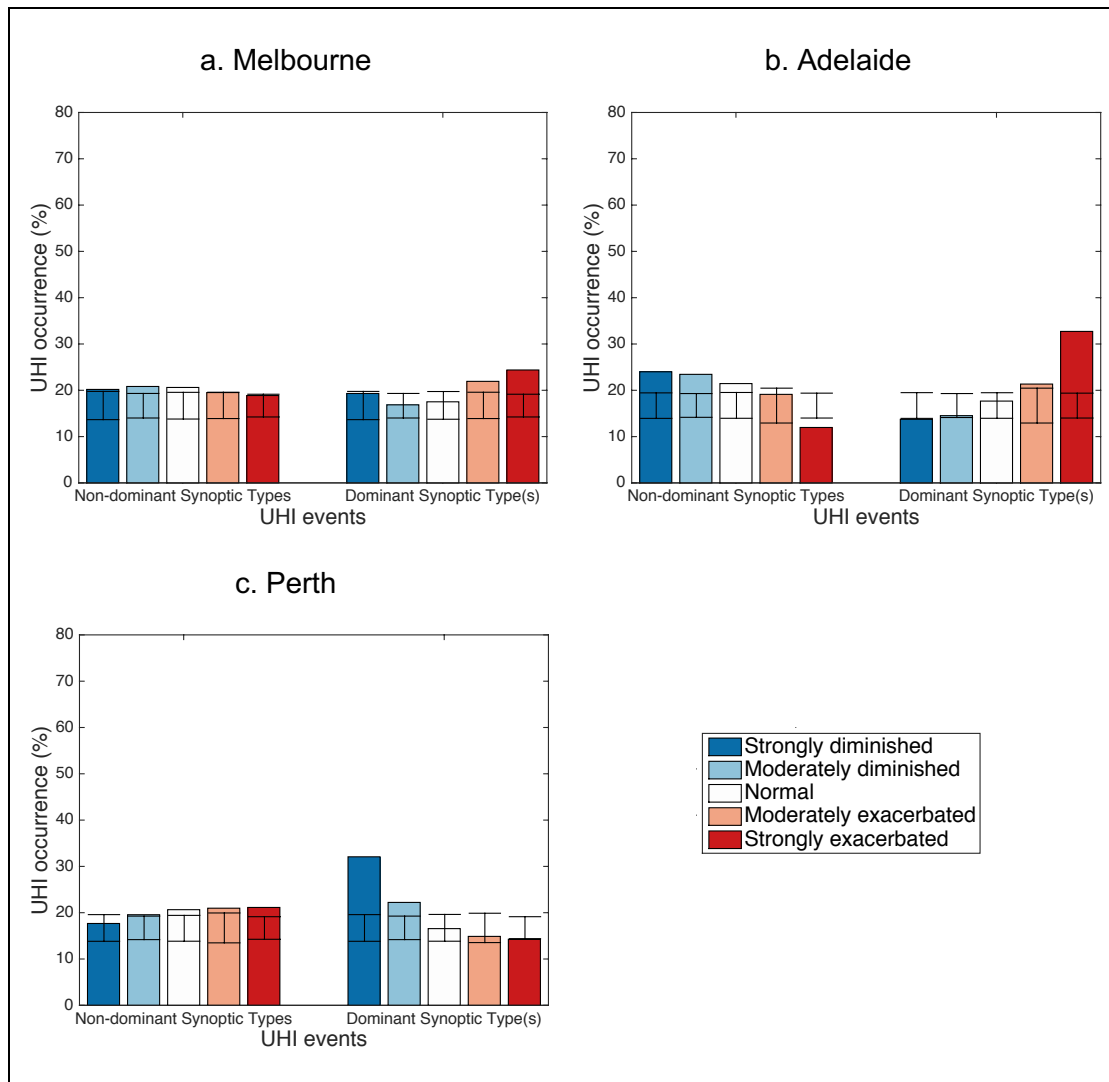 a. Melbourne
80
70
60
50
40
30
20
10
0
UHI occurrence (%)
Non-dominant Synoptic Types
Dominant Synoptic Type(s)
UHI events
b. Adelaide
80
70
60
50
40
30
20
10
0
UHI occurrence (%)
Non-dominant Synoptic Types
Dominant Synoptic Type(s)
UHI events
c. Perth
80
70
60
50
40
30
20
10
0
UHI occurrence (%)
Non-dominant Synoptic Types
Dominant Synoptic Type(s)
UHI events
Strongly diminished
Moderately diminished
Normal
Moderately exacerbated
Strongly exacerbated